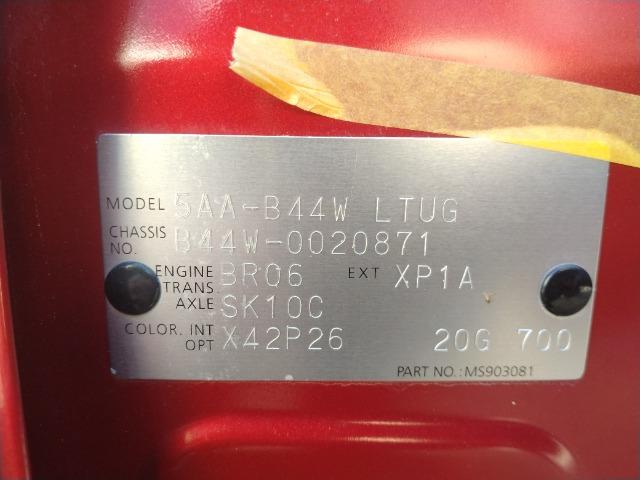 MODEL 5AA-B44W LTUG
CHASSIS NO. B44W-0020871
ENGINE BR06 EXT XP1A
TRANS. AXLE SK10C
COLOR. INT OPT X42P26 20G 700
PART NO.:MS903081